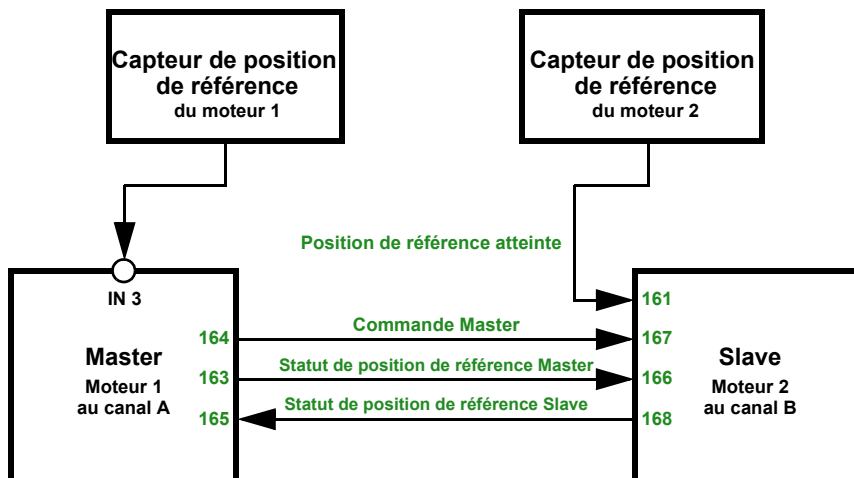 Capteur de position
de référence
du moteur 1
Capteur de position
de référence
du moteur 2
Position de référence atteinte
IN 3
161
164
Commande Master
167
Master
Moteur 1
au canal A
163
Statut de position de référence Master
166
Slave
Moteur 2
au canal B
165
Statut de position de référence Slave
168